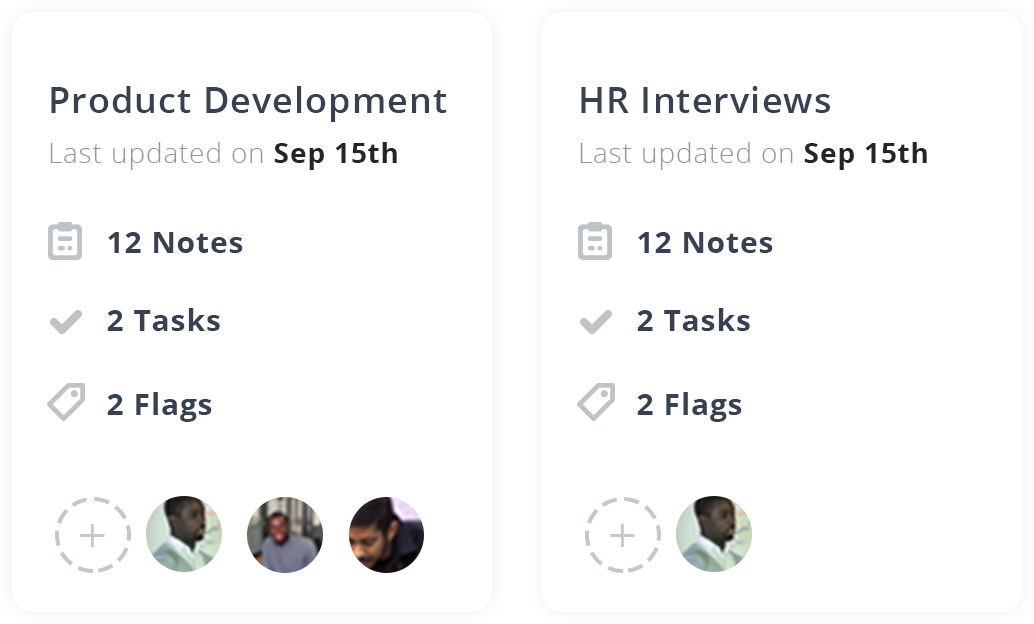 Product Development
Last updated on Sep 15th
12 Notes
2 Tasks
2 Flags
HR Interviews
Last updated on Sep 15th
12 Notes
2 Tasks
2 Flags